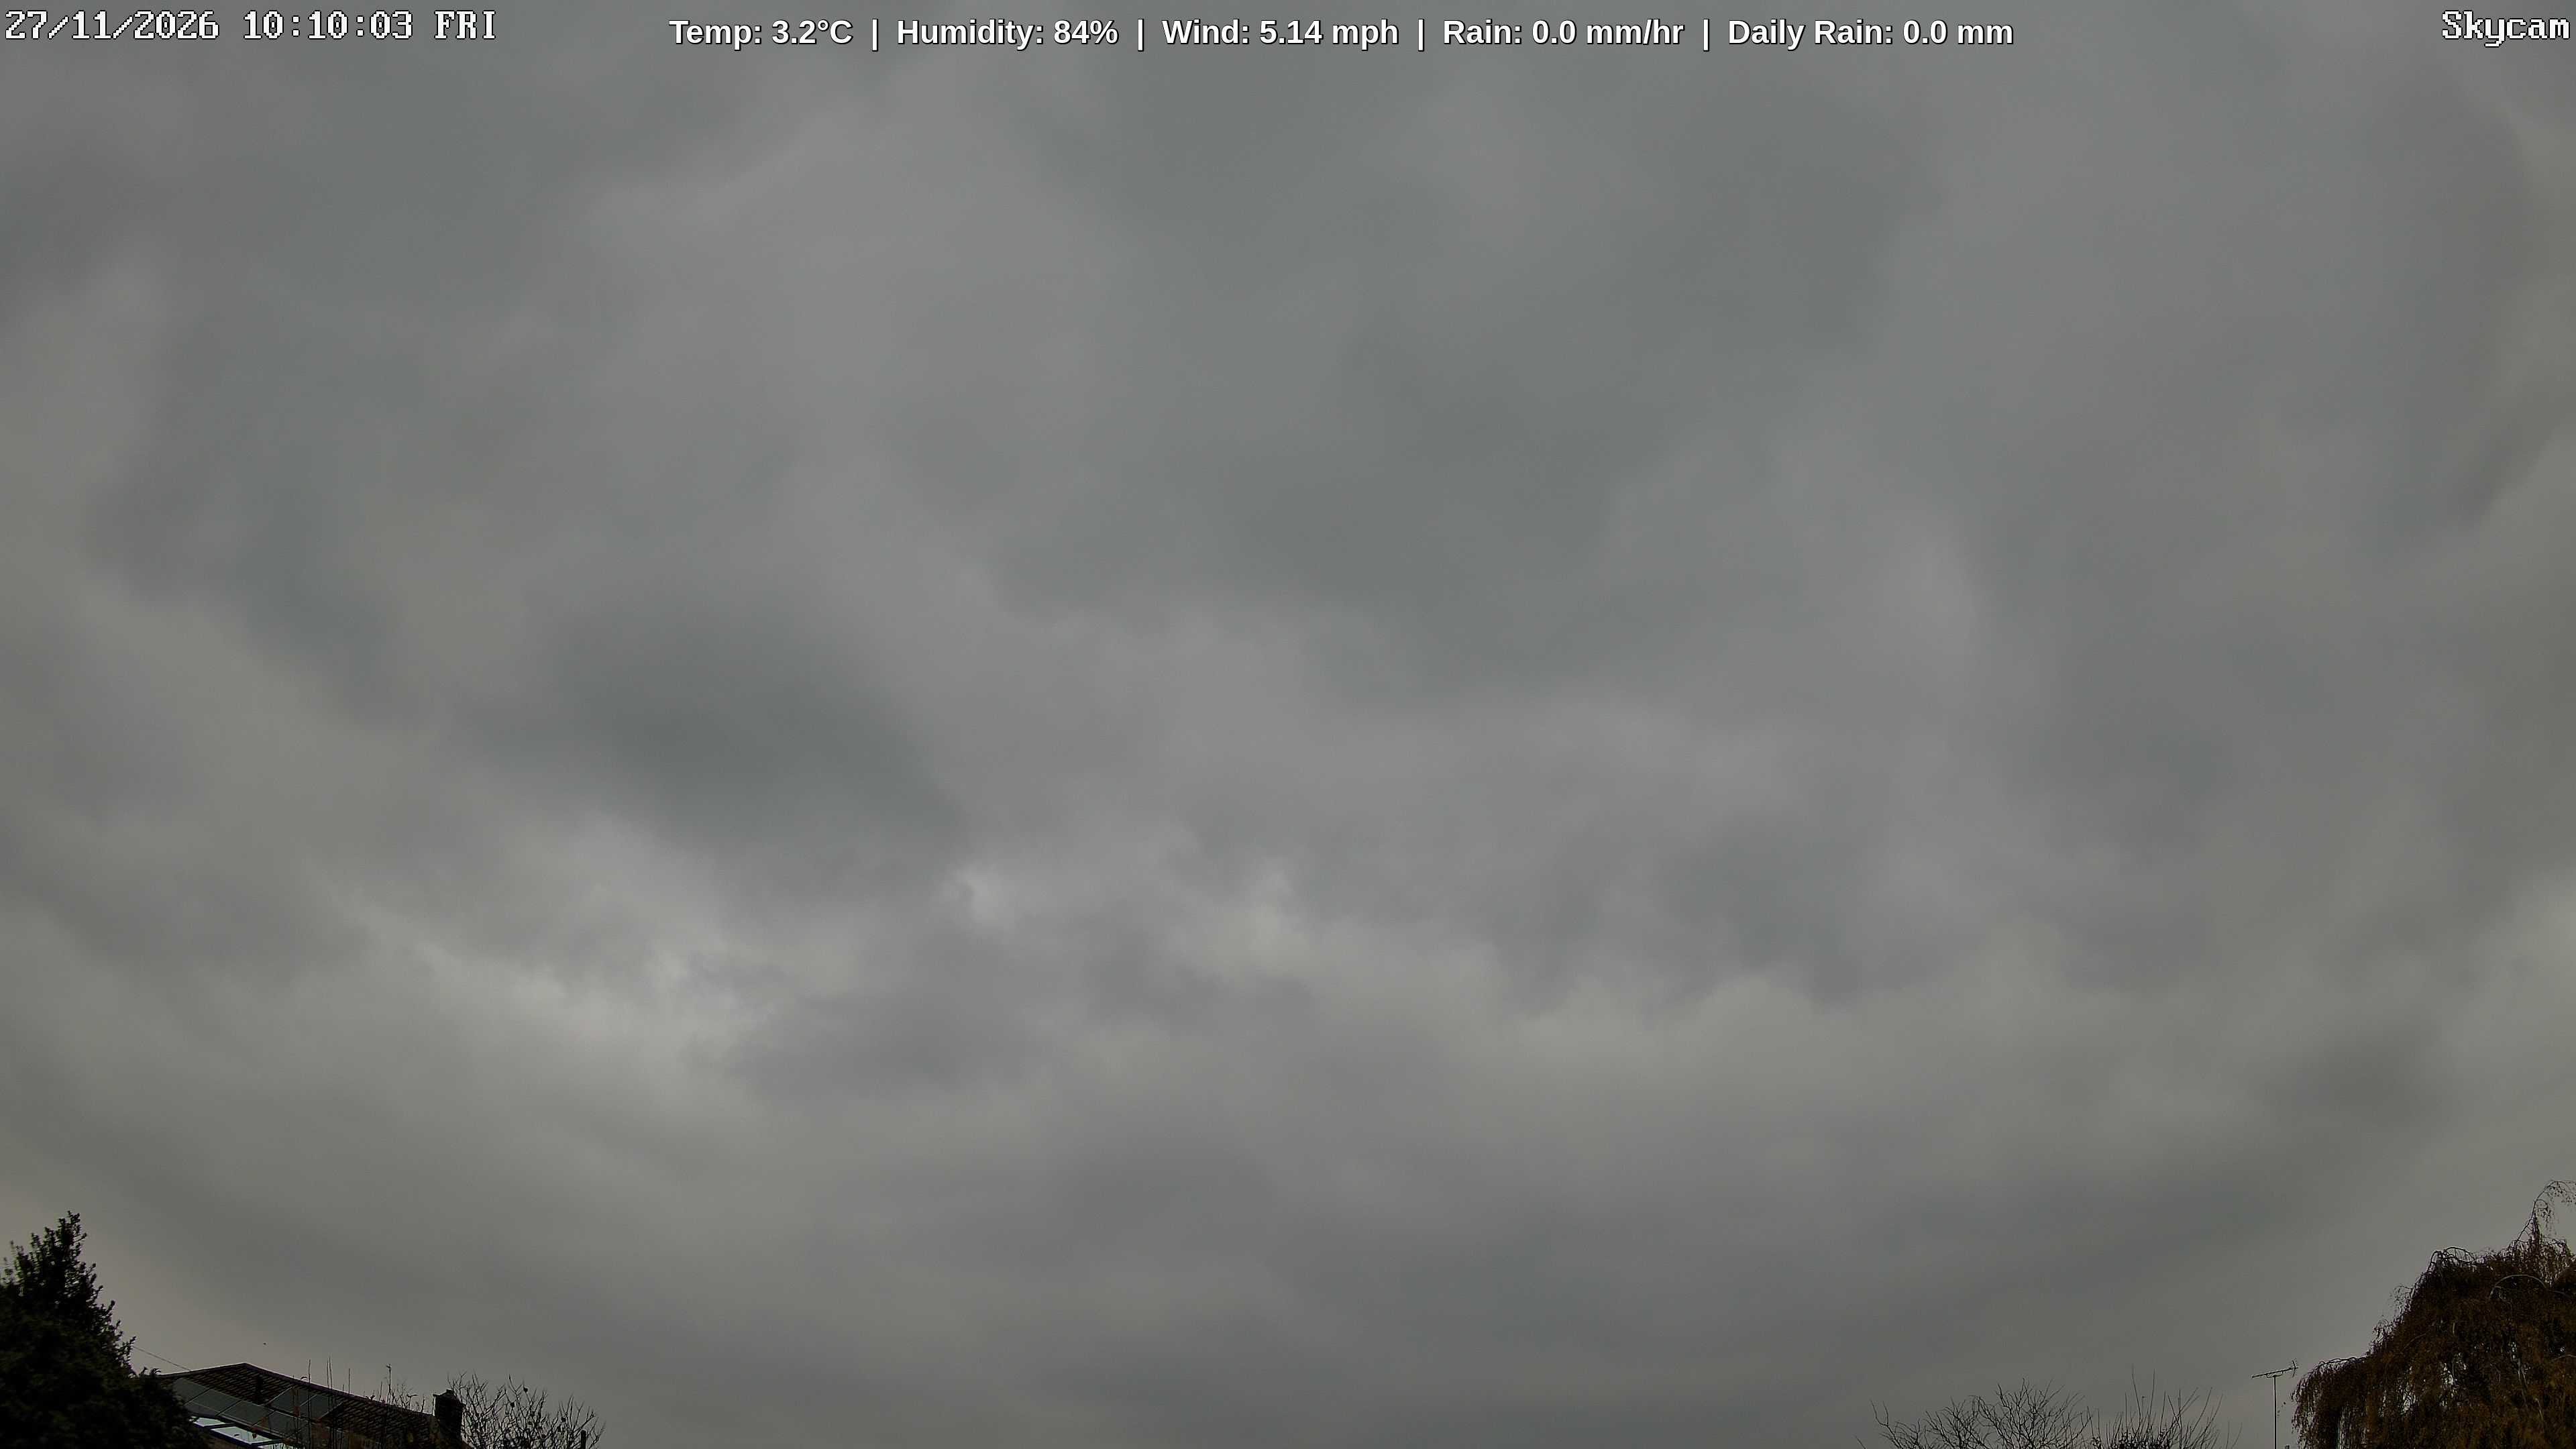 27/11/2026 10:10:03 FRI
Temp: 3.2°C | Humidity: 84% | Wind: 5.14 mph | Rain: 0.0 mm/hr | Daily Rain: 0.0 mm
Skycam